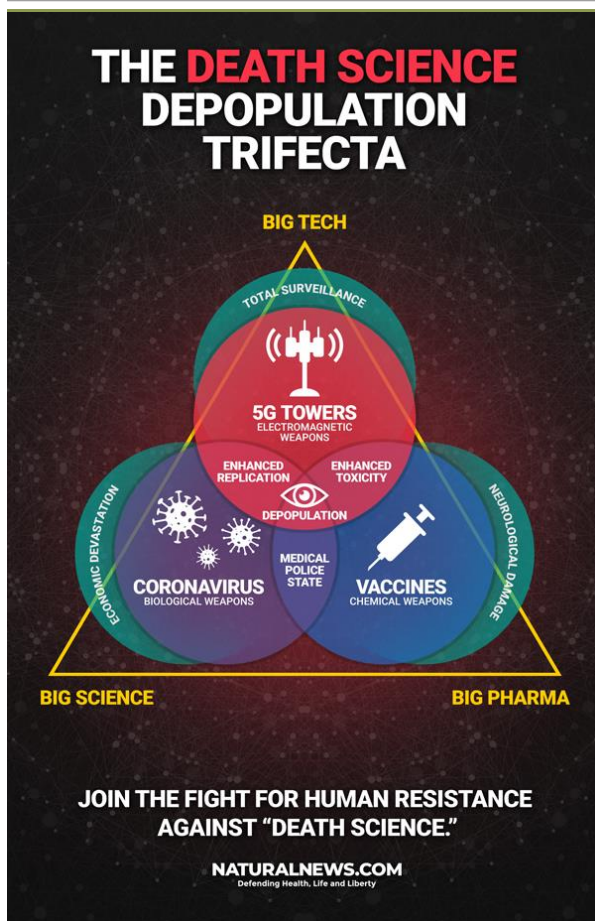 THE DEATH SCIENCE
DEPOPULATION
TRIFECTA
BIG TECH
TOTAL SURVEILLANCE
5G TOWERS
ELECTROMAGNETIC
WEAPONS
ENHANCED
REPLICATION
ENHANCED
TOXICITY
DEPOPULATION
ECONOMIC DEVASTATION
NEUROLOGICAL DAMAGE
MEDICAL
POLICE
STATE
CORONAVIRUS
BIOLOGICAL WEAPONS
VACCINES
CHEMICAL WEAPONS
BIG SCIENCE
BIG PHARMA
JOIN THE FIGHT FOR HUMAN RESISTANCE
AGAINST “DEATH SCIENCE.”
NATURALNEWS.COM
Defending Health, Life and Liberty